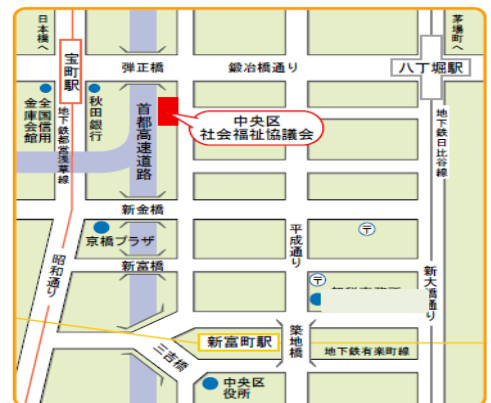 日本橋へ
茅場町へ
宝町駅
弾正橋
鍛冶橋通り
八丁堀駅
全国信用
金庫会館
地下鉄都営浅草線
秋田銀行
首都高速道路
中央区
社会福祉協議会
地下鉄日比谷線
新金橋
京橋プラザ
平成通り
〒
新富橋
昭和通り
〒
新大橋通り
新富町駅
築地橋
三吉橋
地下鉄有楽町線
中央区
役所